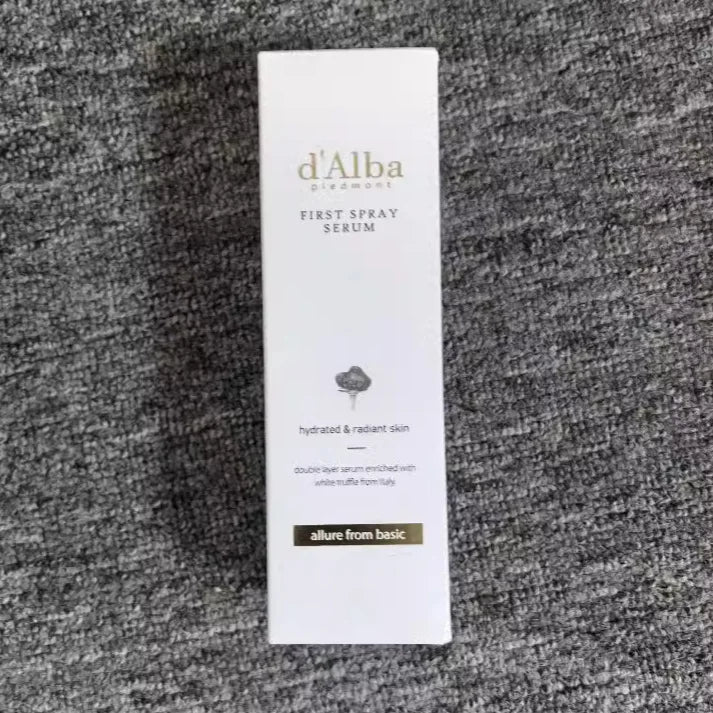 d'Alba
piedmont
FIRST SPRAY
SERUM
hydrated & radiant skin
double layer serum enriched with
white truffle from Italy.
allure from basic